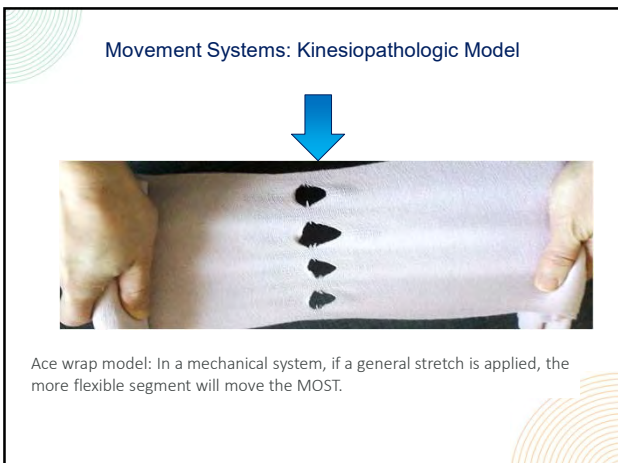 Movement Systems: Kinesiopathologic Model
Ace wrap model: In a mechanical system, if a general stretch is applied, the
more flexible segment will move the MOST.